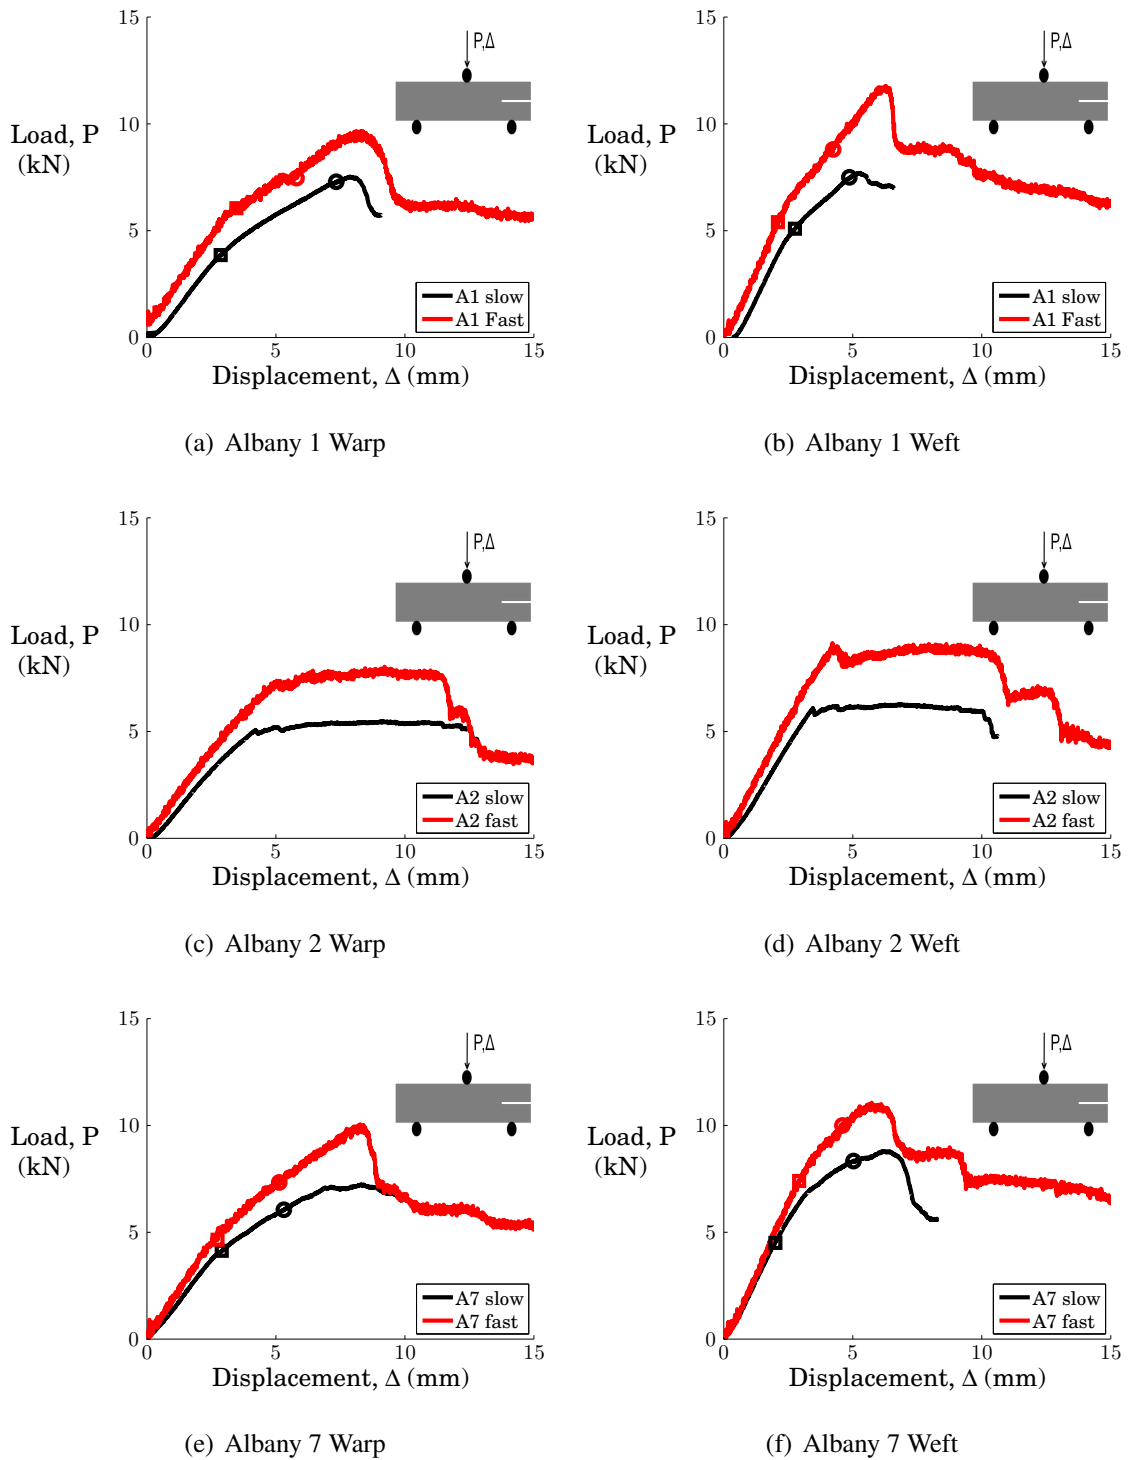 15
P,Δ
10
Load, P
(kN)
5
A1 slow
A1 Fast
0
0 5 10 15
Displacement, Δ (mm)
(a) Albany 1 Warp
15
P,Δ
10
Load, P
(kN)
5
A1 slow
A1 Fast
0
0 5 10 15
Displacement, Δ (mm)
(b) Albany 1 Weft
15
P,Δ
10
Load, P
(kN)
5
A2 slow
A2 fast
0
0 5 10 15
Displacement, Δ (mm)
(c) Albany 2 Warp
15
P,Δ
10
Load, P
(kN)
5
A2 slow
A2 fast
0
0 5 10 15
Displacement, Δ (mm)
(d) Albany 2 Weft
15
P,Δ
10
Load, P
(kN)
5
A7 slow
A7 fast
0
0 5 10 15
Displacement, Δ (mm)
(e) Albany 7 Warp
15
P,Δ
10
Load, P
(kN)
5
A7 slow
A7 fast
0
0 5 10 15
Displacement, Δ (mm)
(f) Albany 7 Weft